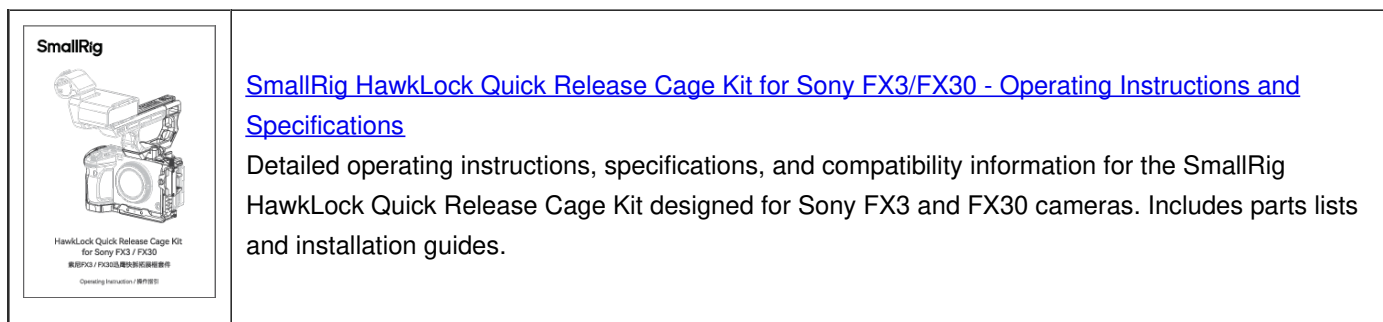 SmallRig
HawkLock Quick Release Cage Kit
for Sony FX3 / FX30
索尼FX3 / FX30迅鹰快拆拓展框套件
Operating Instruction / 操作指引
SmallRig HawkLock Quick Release Cage Kit for Sony FX3/FX30 - Operating Instructions and
Specifications
Detailed operating instructions, specifications, and compatibility information for the SmallRig
HawkLock Quick Release Cage Kit designed for Sony FX3 and FX30 cameras. Includes parts lists
and installation guides.